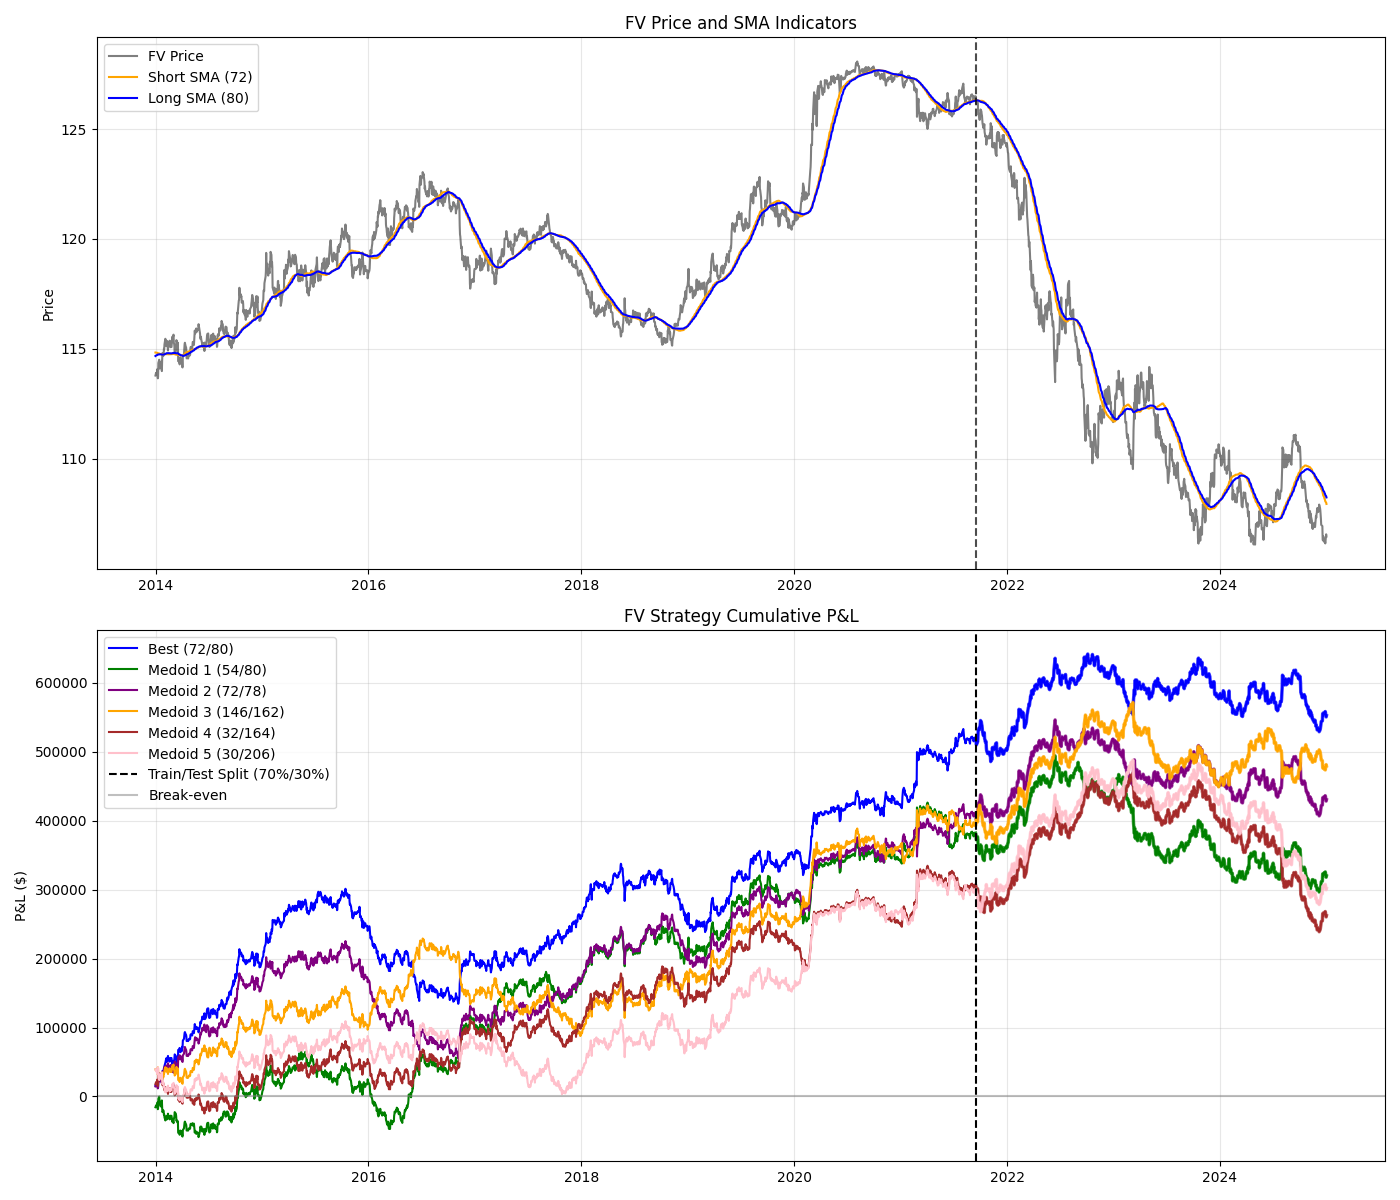 FV Price and SMA Indicators
FV Price
Short SMA (72)
Long SMA (80)
Price
125
120
115
110
2014
2016
2018
2020
2022
2024
FV Strategy Cumulative P&L
Best (72/80)
Medoid 1 (54/80)
Medoid 2 (72/78)
Medoid 3 (146/162)
Medoid 4 (32/164)
Medoid 5 (30/206)
Train/Test Split (70%/30%)
Break-even
P&L ($)
600000
500000
400000
300000
200000
100000
0
2014
2016
2018
2020
2022
2024